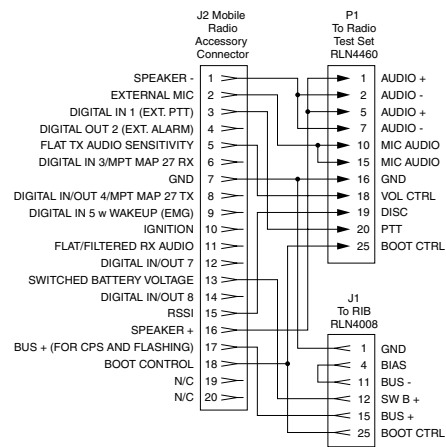 J2 Mobile
Radio
Accessory
Connector
P1
To Radio
Test Set
RLN4460
SPEAKER - 1
EXTERNAL MIC 2
DIGITAL IN 1 (EXT. PTT) 3
DIGITAL OUT 2 (EXT. ALARM) 4
FLAT TX AUDIO SENSITIVITY 5
DIGITAL IN 3/MPT MAP 27 RX 6
GND 7
DIGITAL IN/OUT 4/MPT MAP 27 TX 8
DIGITAL IN 5 w WAKEUP (EMG) 9
IGNITION 10
FLAT/FILTERED RX AUDIO 11
DIGITAL IN/OUT 7 12
SWITCHED BATTERY VOLTAGE 13
DIGITAL IN/OUT 8 14
RSSI 15
SPEAKER + 16
BUS + (FOR CPS AND FLASHING) 17
BOOT CONTROL 18
N/C 19
N/C 20
1 AUDIO +
2 AUDIO -
5 AUDIO +
7 AUDIO -
10 MIC AUDIO
15 MIC AUDIO
16 GND
18 VOL CTRL
19 DISC
20 PTT
25 BOOT CTRL
J1
To RIB
RLN4008
1 GND
4 BIAS
11 BUS -
12 SW B +
15 BUS +
25 BOOT CTRL